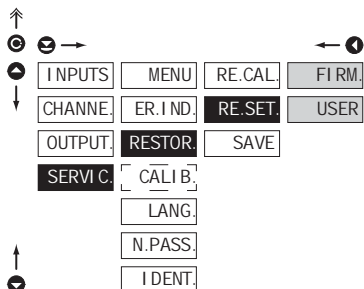 INPUTS MENU RE.CAL. FIRM.
CHANNE. ER.IND. RE.SET. USER
OUTPUT. RESTOR. SAVE
SERVIC. CALIB.
LANG.
N.PASS.
IDENT.